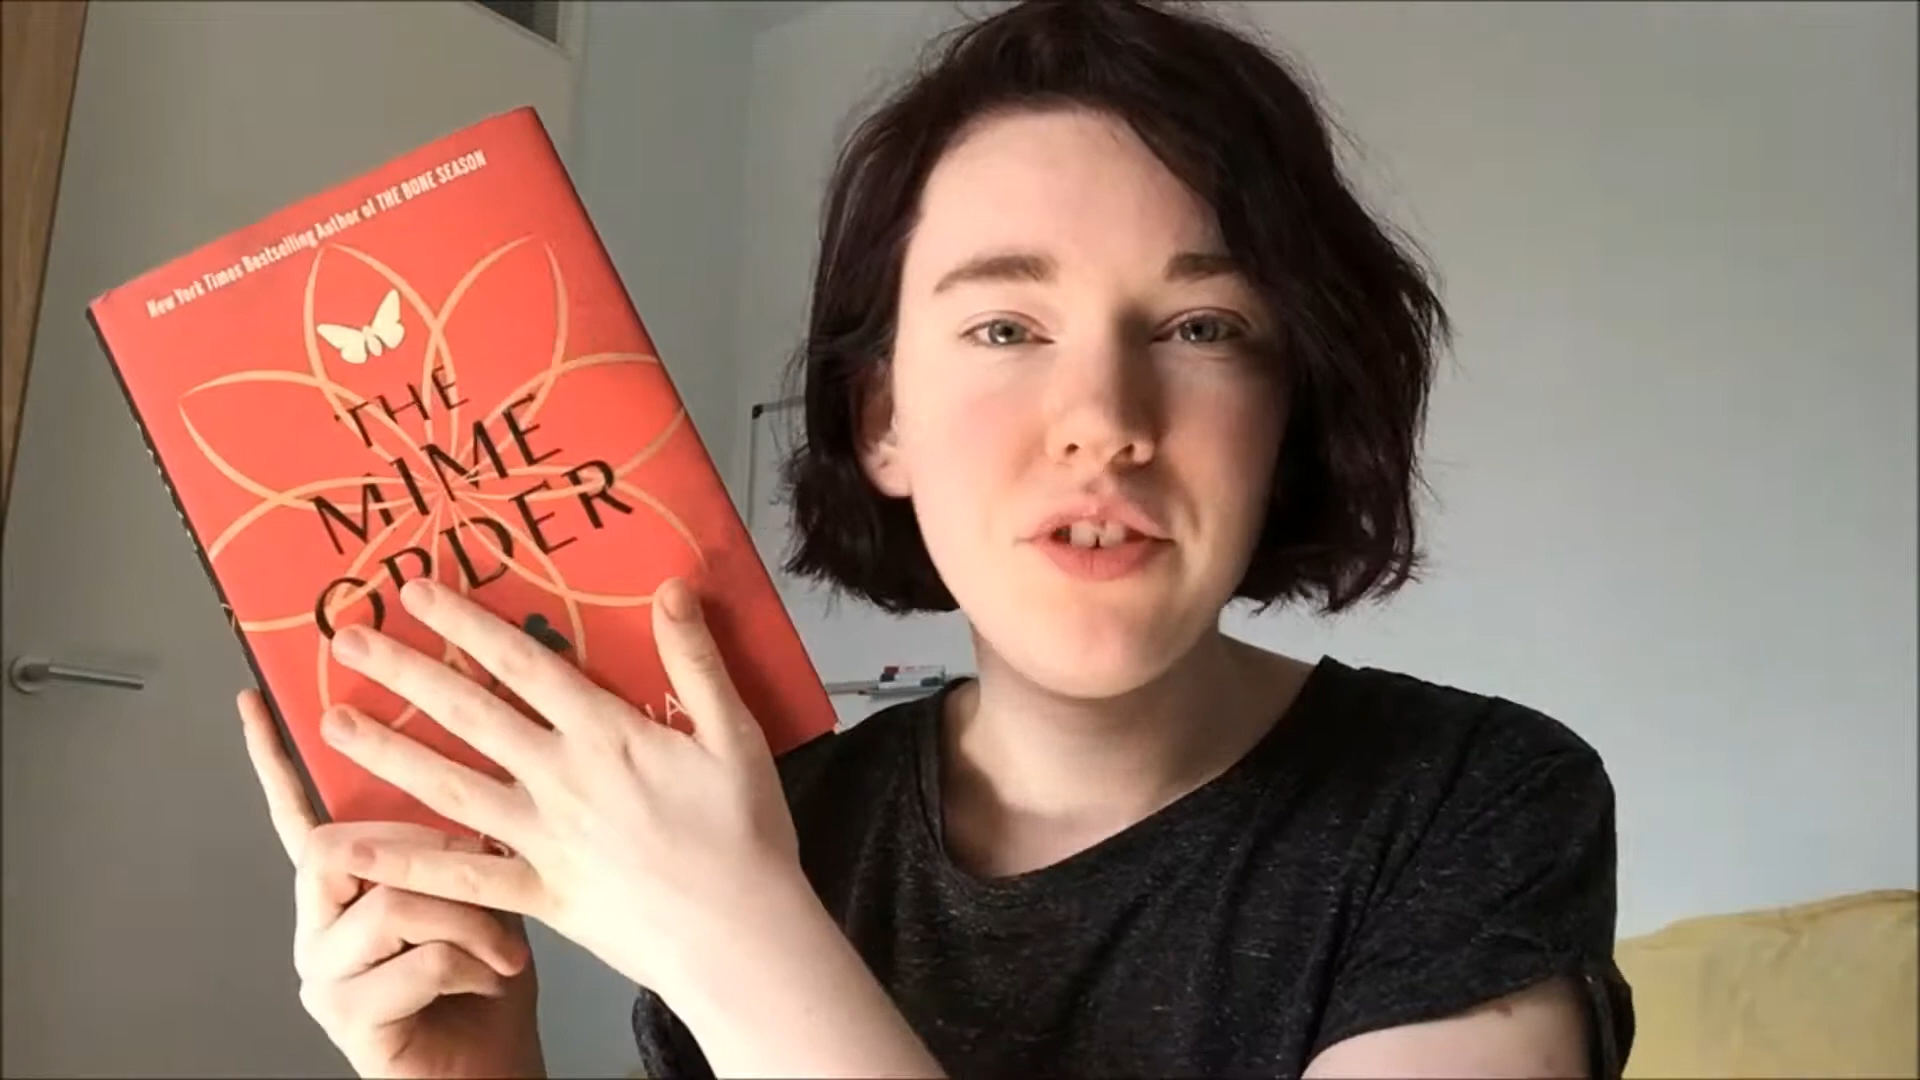 New York Times Bestselling Author of THE BONE SEASON
THE
MIME
ORDER